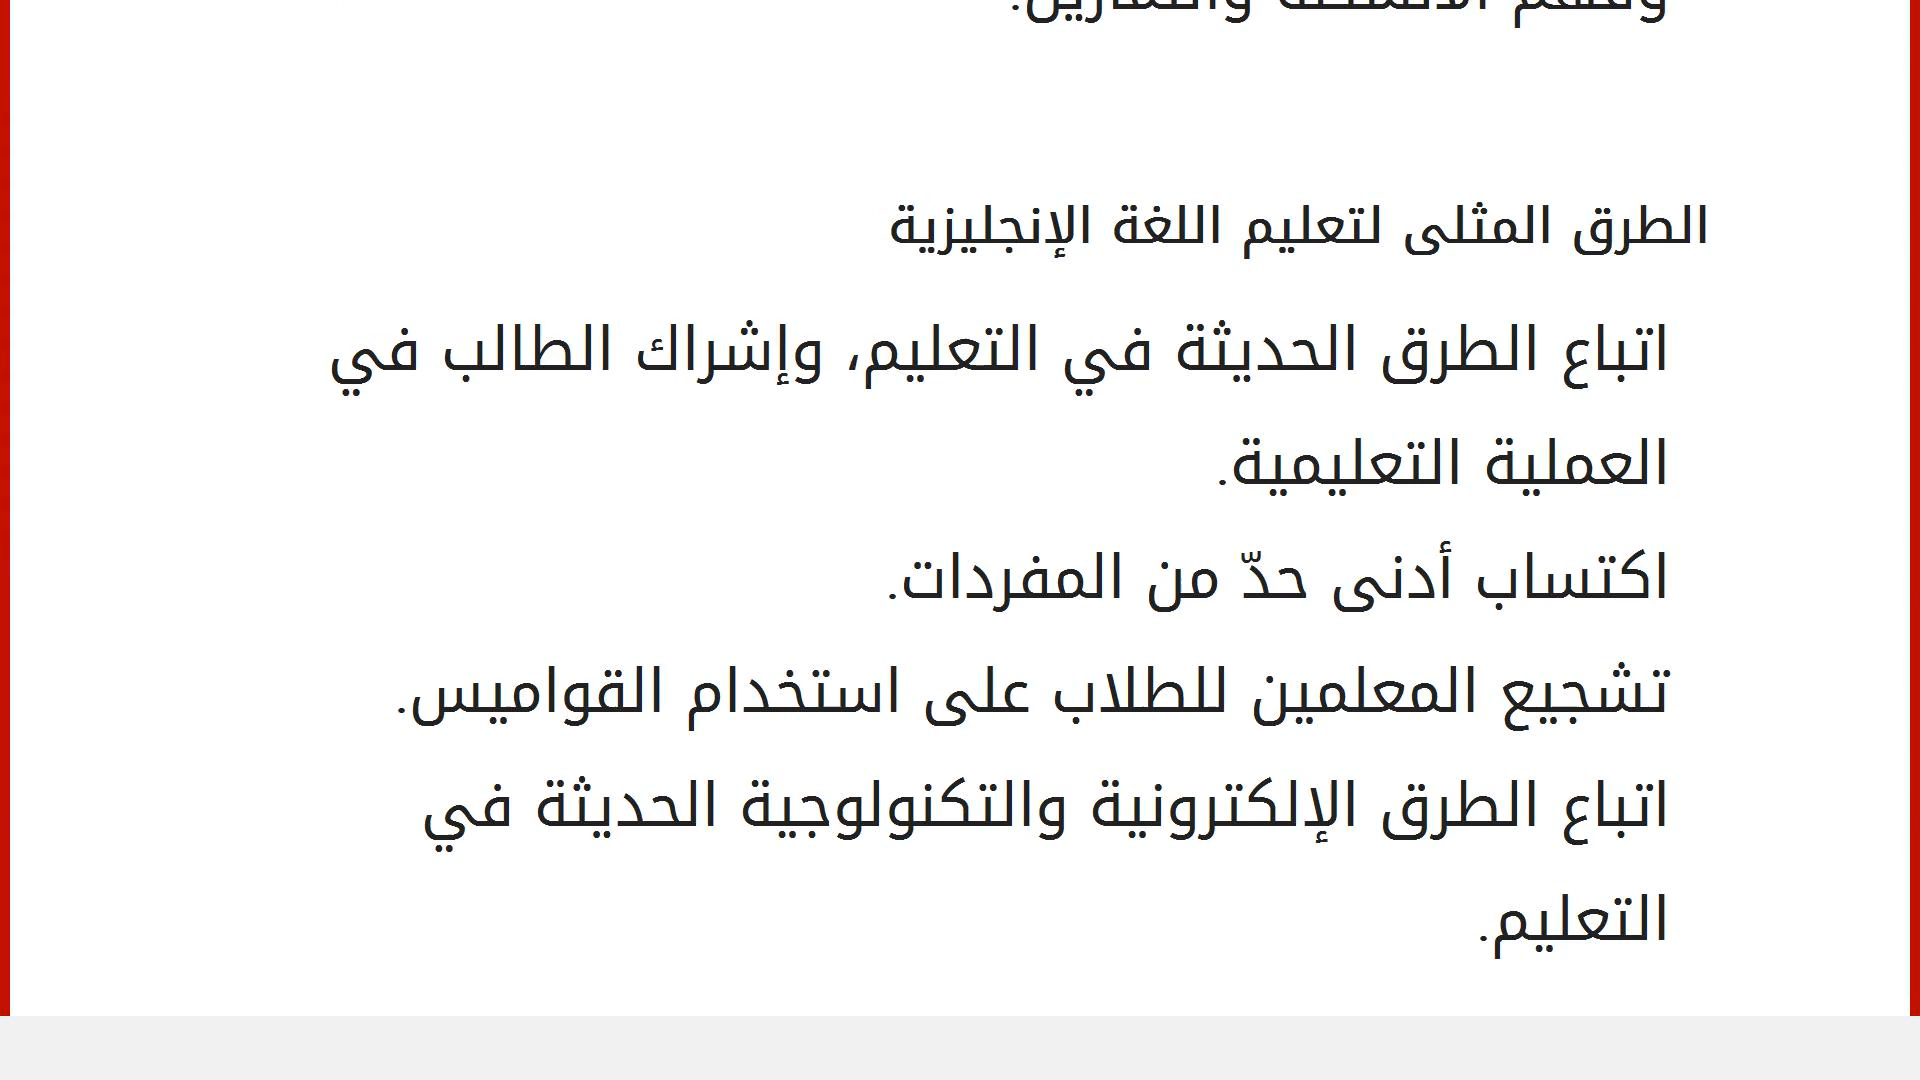 والتمارين.
الطرق المثلى لتعليم اللغة الإنجليزية
اتباع الطرق الحديثة في التعليم، وإشراك الطالب في
العملية التعليمية.
اكتساب أدنى حدّ من المفردات.
تشجيع المعلمين للطلاب على استخدام القواميس.
اتباع الطرق الإلكترونية والتكنولوجية الحديثة في
التعليم.